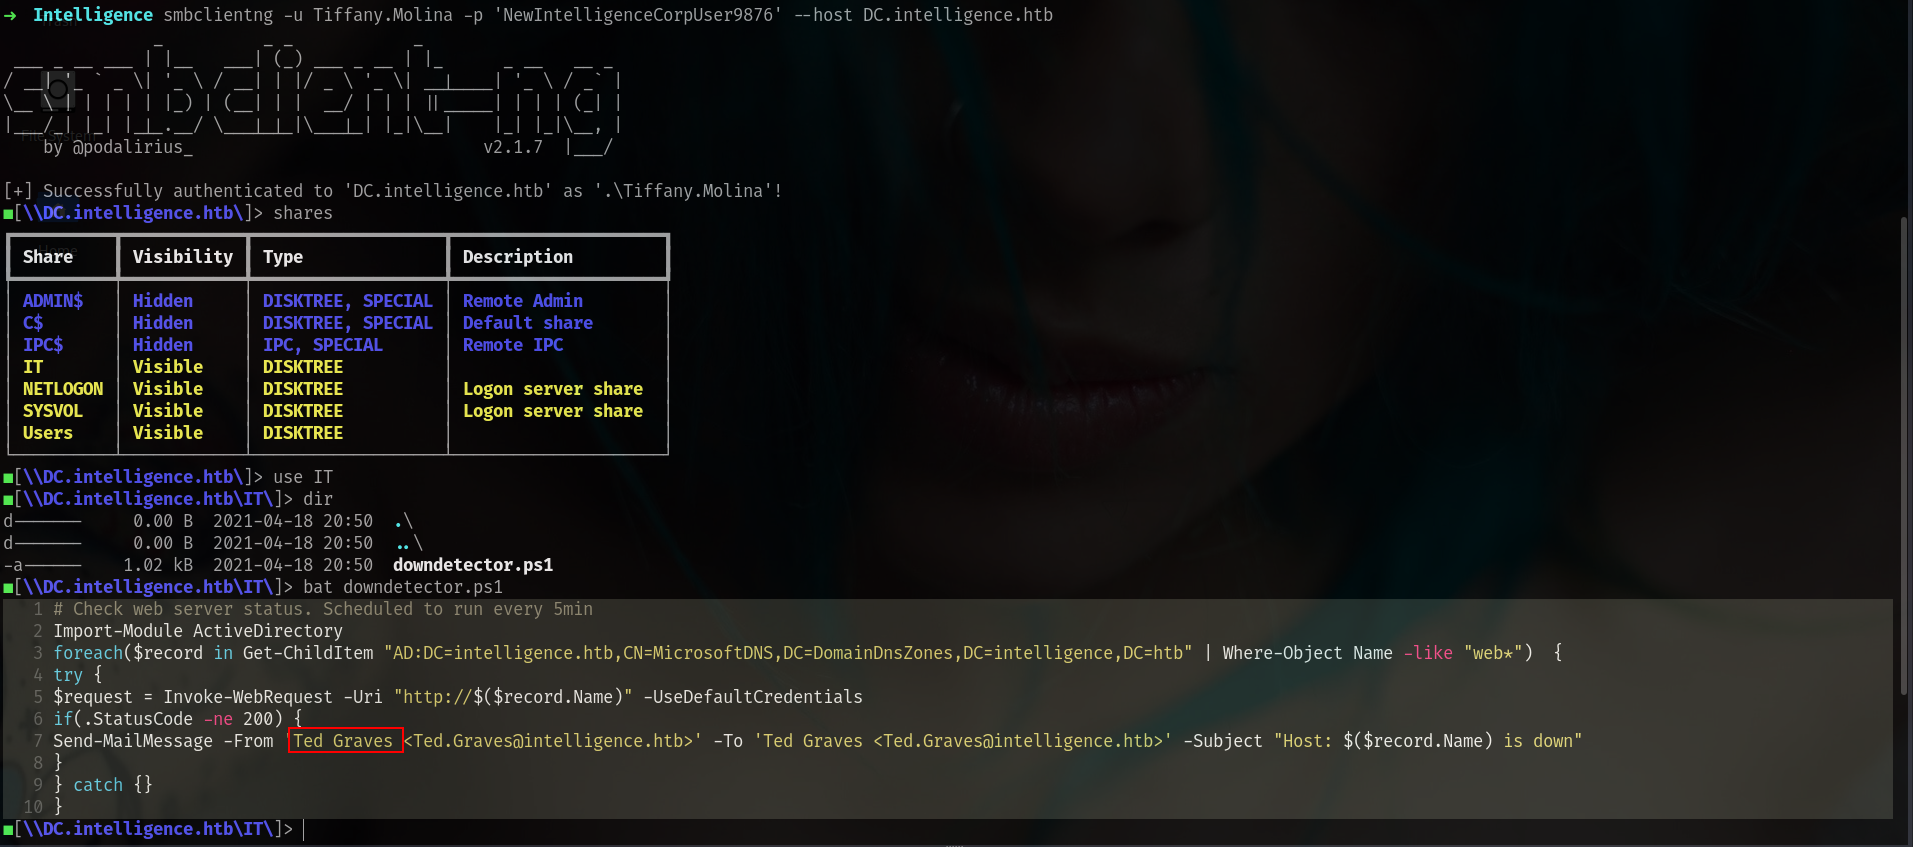 ➜ Intelligence smbclientng -u Tiffany.Molina -p 'NewIntelligenceCorpUser9876' --host DC.intelligence.htb
by @podalirius_ v2.1.7
[+] Successfully authenticated to 'DC.intelligence.htb' as '.\Tiffany.Molina'!
■[\\DC.intelligence.htb\]> shares
Share Visibility Type Description
ADMIN$ Hidden DISKTREE, SPECIAL Remote Admin
C$ Hidden DISKTREE, SPECIAL Default share
IPC$ Hidden IPC, SPECIAL Remote IPC
IT Visible DISKTREE
NETLOGON Visible DISKTREE Logon server share
SYSVOL Visible DISKTREE Logon server share
Users Visible DISKTREE
■[\\DC.intelligence.htb\]> use IT
■[\\DC.intelligence.htb\IT\]> dir
d------- 0.00 B 2021-04-18 20:50 .\
d------- 0.00 B 2021-04-18 20:50 ..\
-a------ 1.02 kB 2021-04-18 20:50 downdetector.ps1
■[\\DC.intelligence.htb\IT\]> bat downdetector.ps1
1 # Check web server status. Scheduled to run every 5min
2 Import-Module ActiveDirectory
3 foreach($record in Get-ChildItem "AD:DC=intelligence.htb,CN=MicrosoftDNS,DC=DomainDnsZones,DC=intelligence,DC=htb" | Where-Object Name -like "web*") {
4 try {
5 $request = Invoke-WebRequest -Uri "http://$($record.Name)" -UseDefaultCredentials
6 if(.StatusCode -ne 200) {
7 Send-MailMessage -From 'Ted Graves <Ted.Graves@intelligence.htb>' -To 'Ted Graves <Ted.Graves@intelligence.htb>' -Subject "Host: $($record.Name) is down"
8 }
9 } catch {}
10 }
■[\\DC.intelligence.htb\IT\]>